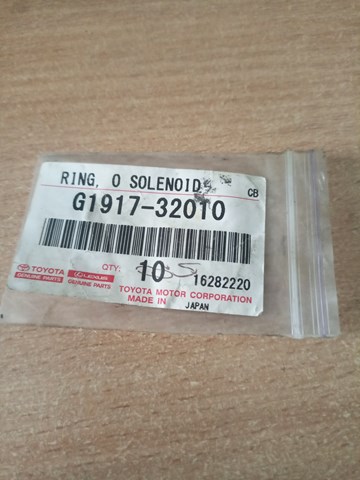 RING, O SOLENOID
CB
G1917-32010
TOYOTA
GENUINE PARTS
LEXUS
GENUINE PARTS
QTY.
10
16282220
TOYOTA MOTOR CORPORATION
MADE IN JAPAN